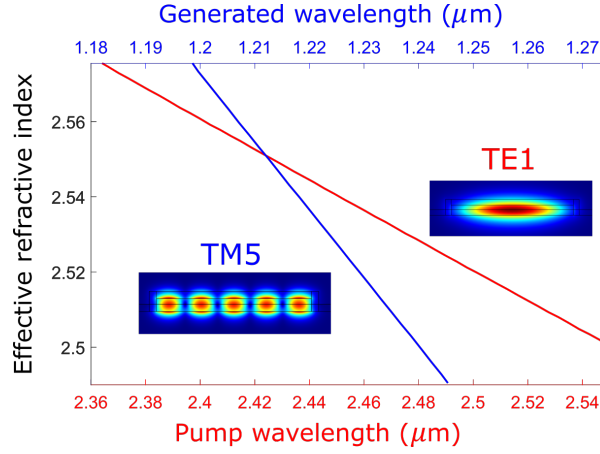 Generated wavelength (μm)
1.18 1.19 1.2 1.21 1.22 1.23 1.24 1.25 1.26 1.27
Effective refractive index
2.56
2.54
2.52
2.5
TE1
TM5
2.36 2.38 2.4 2.42 2.44 2.46 2.48 2.5 2.52 2.54
Pump wavelength (μm)